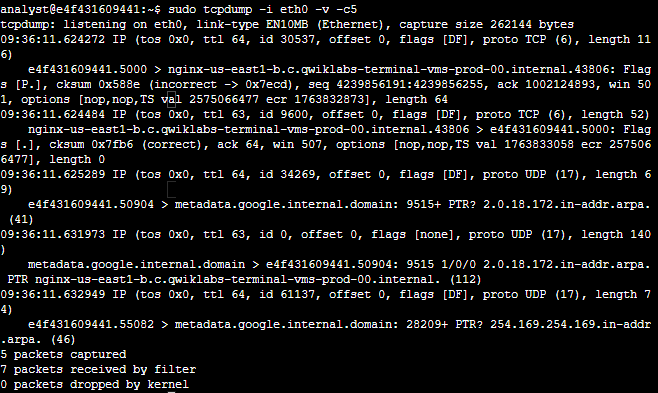 analyst@e4f431609441:~$ sudo tcpdump -i eth0 -v -c5
tcpdump: listening on eth0, link-type EN10MB (Ethernet), capture size 262144 bytes
09:36:11.624272 IP (tos 0x0, ttl 64, id 30537, offset 0, flags [DF], proto TCP (6), length 11
6)
    e4f431609441.5000 > nginx-us-east1-b.c.qwiklabs-terminal-vms-prod-00.internal.43806: Flag
s [P.], cksum 0x588e (incorrect -> 0x7ecd), seq 4239856191:4239856255, ack 1002124893, win 50
1, options [nop,nop,TS val 2575066477 ecr 1763832873], length 64
09:36:11.624484 IP (tos 0x0, ttl 63, id 9600, offset 0, flags [DF], proto TCP (6), length 52)
    nginx-us-east1-b.c.qwiklabs-terminal-vms-prod-00.internal.43806 > e4f431609441.5000: Flag
s [.], cksum 0x7fb6 (correct), ack 64, win 507, options [nop,nop,TS val 1763833058 ecr 257506
6477], length 0
09:36:11.625289 IP (tos 0x0, ttl 64, id 34269, offset 0, flags [DF], proto UDP (17), length 6
9)
    e4f431609441.50904 > metadata.google.internal.domain: 9515+ PTR? 2.0.18.172.in-addr.arpa.
 (41)
09:36:11.631973 IP (tos 0x0, ttl 63, id 0, offset 0, flags [none], proto UDP (17), length 140
)
    metadata.google.internal.domain > e4f431609441.50904: 9515 1/0/0 2.0.18.172.in-addr.arpa.
 PTR nginx-us-east1-b.c.qwiklabs-terminal-vms-prod-00.internal. (112)
09:36:11.632949 IP (tos 0x0, ttl 64, id 61137, offset 0, flags [DF], proto UDP (17), length 7
4)
    e4f431609441.55082 > metadata.google.internal.domain: 28209+ PTR? 254.169.254.169.in-addr
.arpa. (46)
5 packets captured
7 packets received by filter
0 packets dropped by kernel